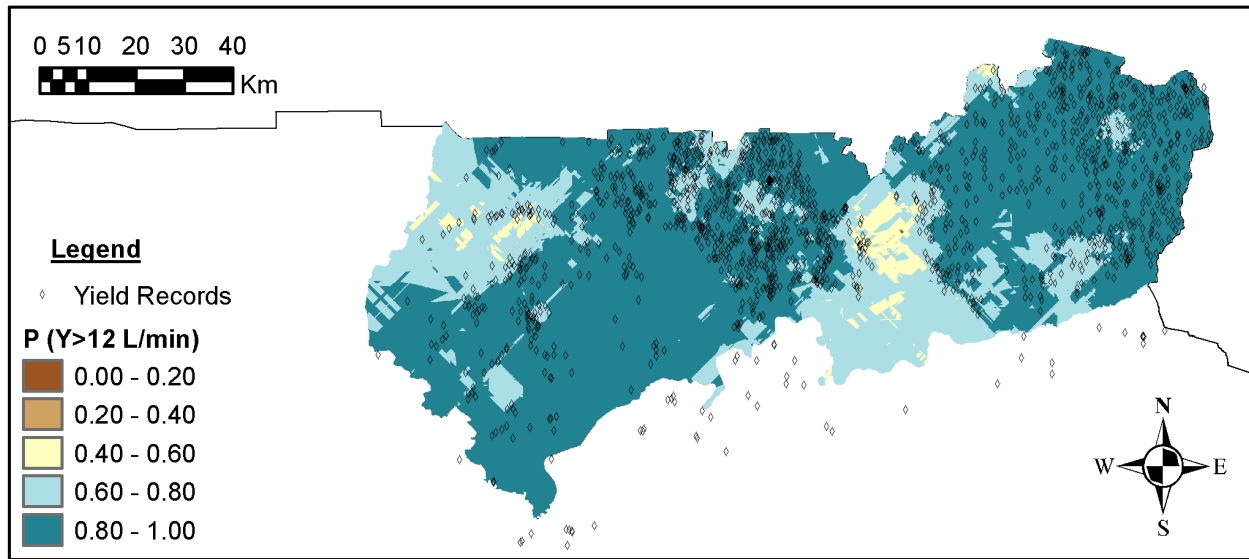 0 5 10 20 30 40
Km
Legend
Yield Records
P (Y>12 L/min)
0.00 - 0.20
0.20 - 0.40
0.40 - 0.60
0.60 - 0.80
0.80 - 1.00
N
W E
S